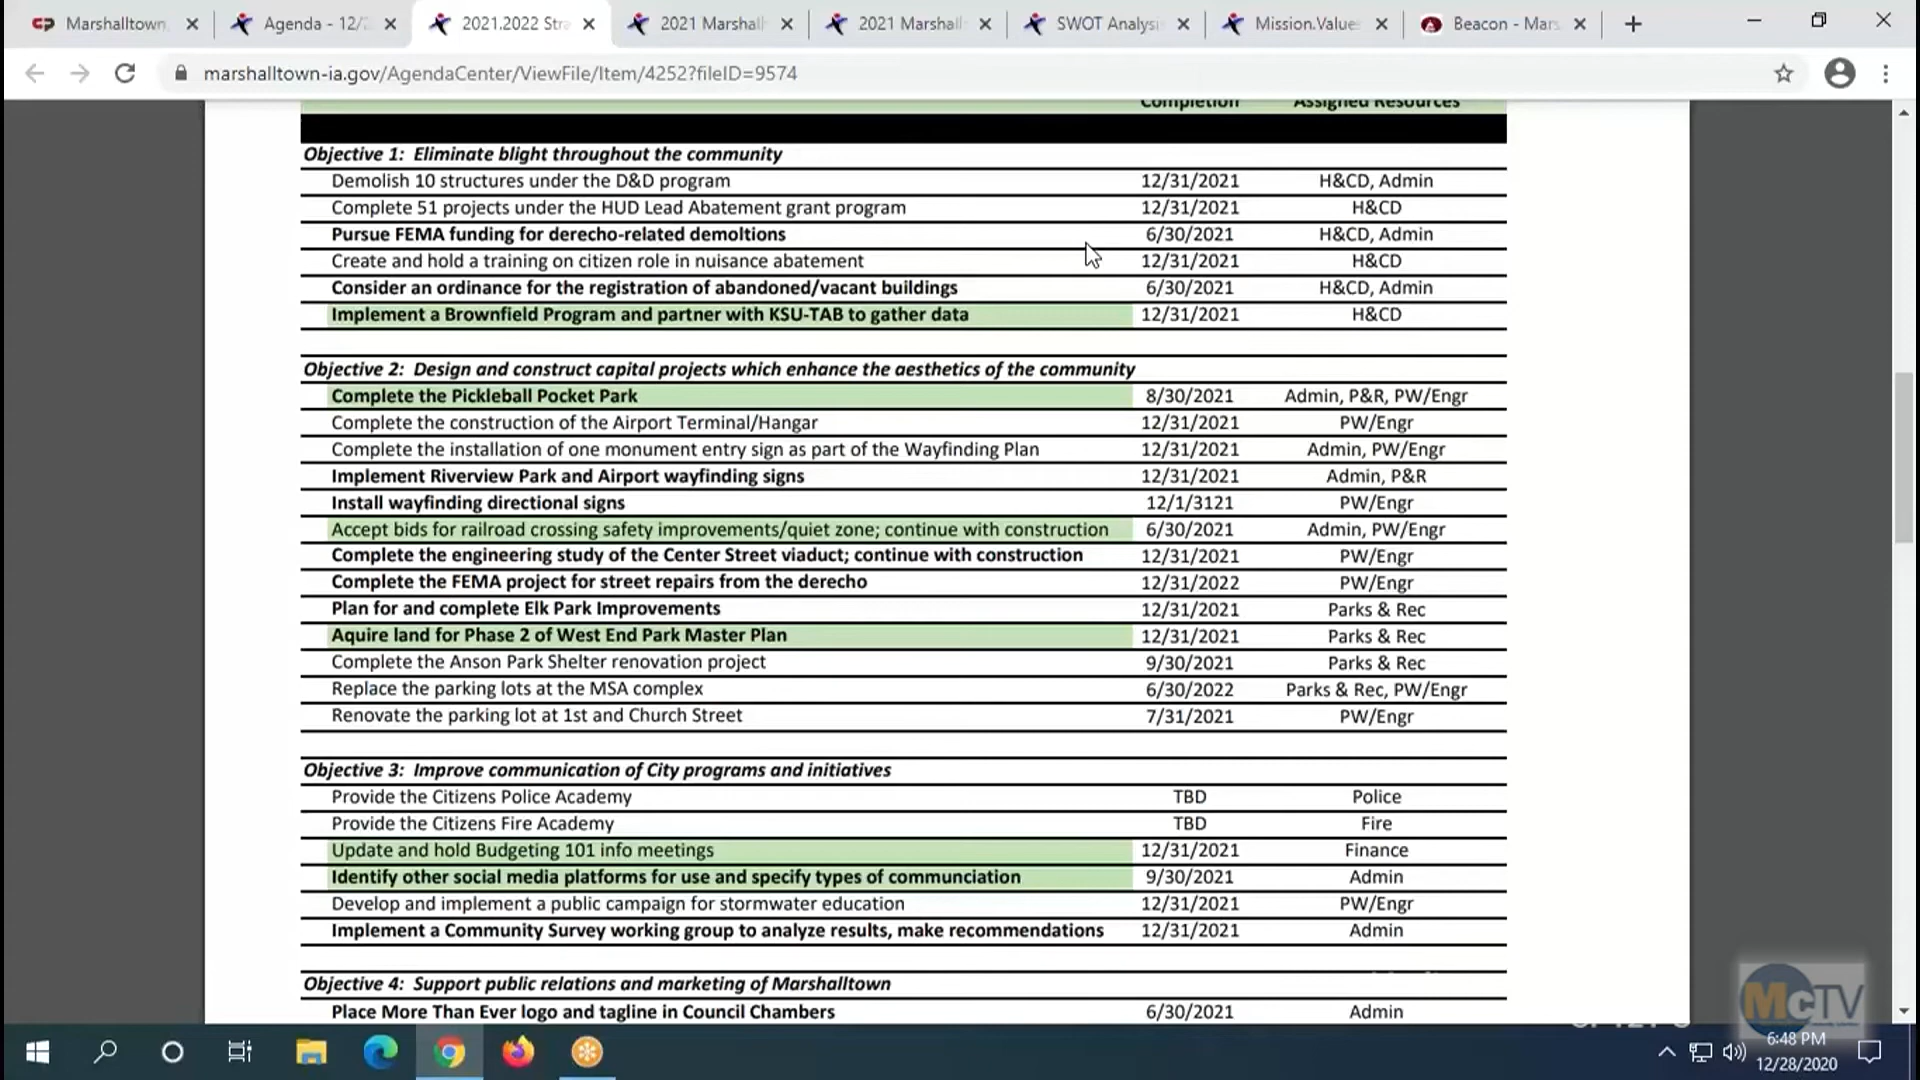 Marshalltown,
Agenda - 12/2
2021.2022 Stra
2021 Marshall
2021 Marshall
SWOT Analysi
Mission.Values
Beacon - Mars
marshalltown-ia.gov/AgendaCenter/ViewFile/Item/4252?fileID=9574
Completion Assigned Resources
Objective 1: Eliminate blight throughout the community
Demolish 10 structures under the D&D program 12/31/2021 H&CD, Admin
Complete 51 projects under the HUD Lead Abatement grant program 12/31/2021 H&CD
Pursue FEMA funding for derecho-related demoltions 6/30/2021 H&CD, Admin
Create and hold a training on citizen role in nuisance abatement 12/31/2021 H&CD
Consider an ordinance for the registration of abandoned/vacant buildings 6/30/2021 H&CD, Admin
Implement a Brownfield Program and partner with KSU-TAB to gather data 12/31/2021 H&CD
Objective 2: Design and construct capital projects which enhance the aesthetics of the community
Complete the Pickleball Pocket Park 8/30/2021 Admin, P&R, PW/Engr
Complete the construction of the Airport Terminal/Hangar 12/31/2021 PW/Engr
Complete the installation of one monument entry sign as part of the Wayfinding Plan 12/31/2021 Admin, PW/Engr
Implement Riverview Park and Airport wayfinding signs 12/31/2021 Admin, P&R
Install wayfinding directional signs 12/1/3121 PW/Engr
Accept bids for railroad crossing safety improvements/quiet zone; continue with construction 6/30/2021 Admin, PW/Engr
Complete the engineering study of the Center Street viaduct; continue with construction 12/31/2021 PW/Engr
Complete the FEMA project for street repairs from the derecho 12/31/2022 PW/Engr
Plan for and complete Elk Park Improvements 12/31/2021 Parks & Rec
Aquire land for Phase 2 of West End Park Master Plan 12/31/2021 Parks & Rec
Complete the Anson Park Shelter renovation project 9/30/2021 Parks & Rec
Replace the parking lots at the MSA complex 6/30/2022 Parks & Rec, PW/Engr
Renovate the parking lot at 1st and Church Street 7/31/2021 PW/Engr
Objective 3: Improve communication of City programs and initiatives
Provide the Citizens Police Academy TBD Police
Provide the Citizens Fire Academy TBD Fire
Update and hold Budgeting 101 info meetings 12/31/2021 Finance
Identify other social media platforms for use and specify types of communciation 9/30/2021 Admin
Develop and implement a public campaign for stormwater education 12/31/2021 PW/Engr
Implement a Community Survey working group to analyze results, make recommendations 12/31/2021 Admin
Objective 4: Support public relations and marketing of Marshalltown
Place More Than Ever logo and tagline in Council Chambers 6/30/2021 Admin
McTV
6:48 PM
12/28/2020